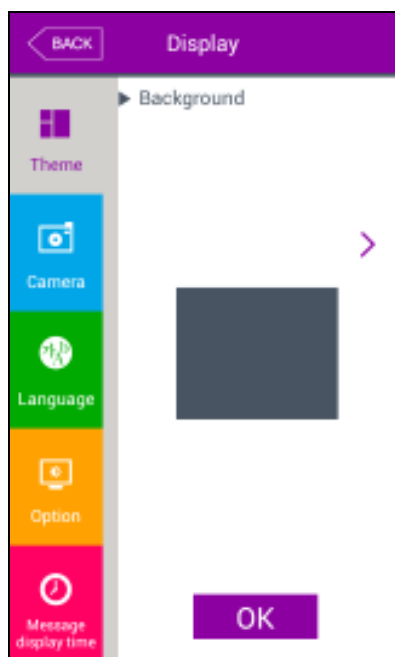 BACK
Display
Background
Theme
Camera
Language
Option
Message
display time
OK